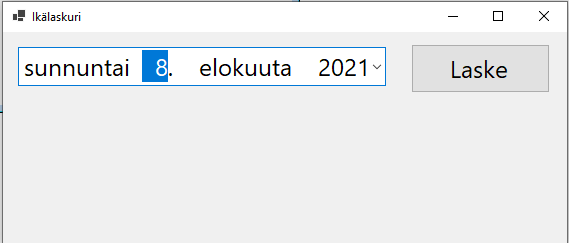 Ikälaskuri
sunnuntai 8. elokuuta 2021
Laske